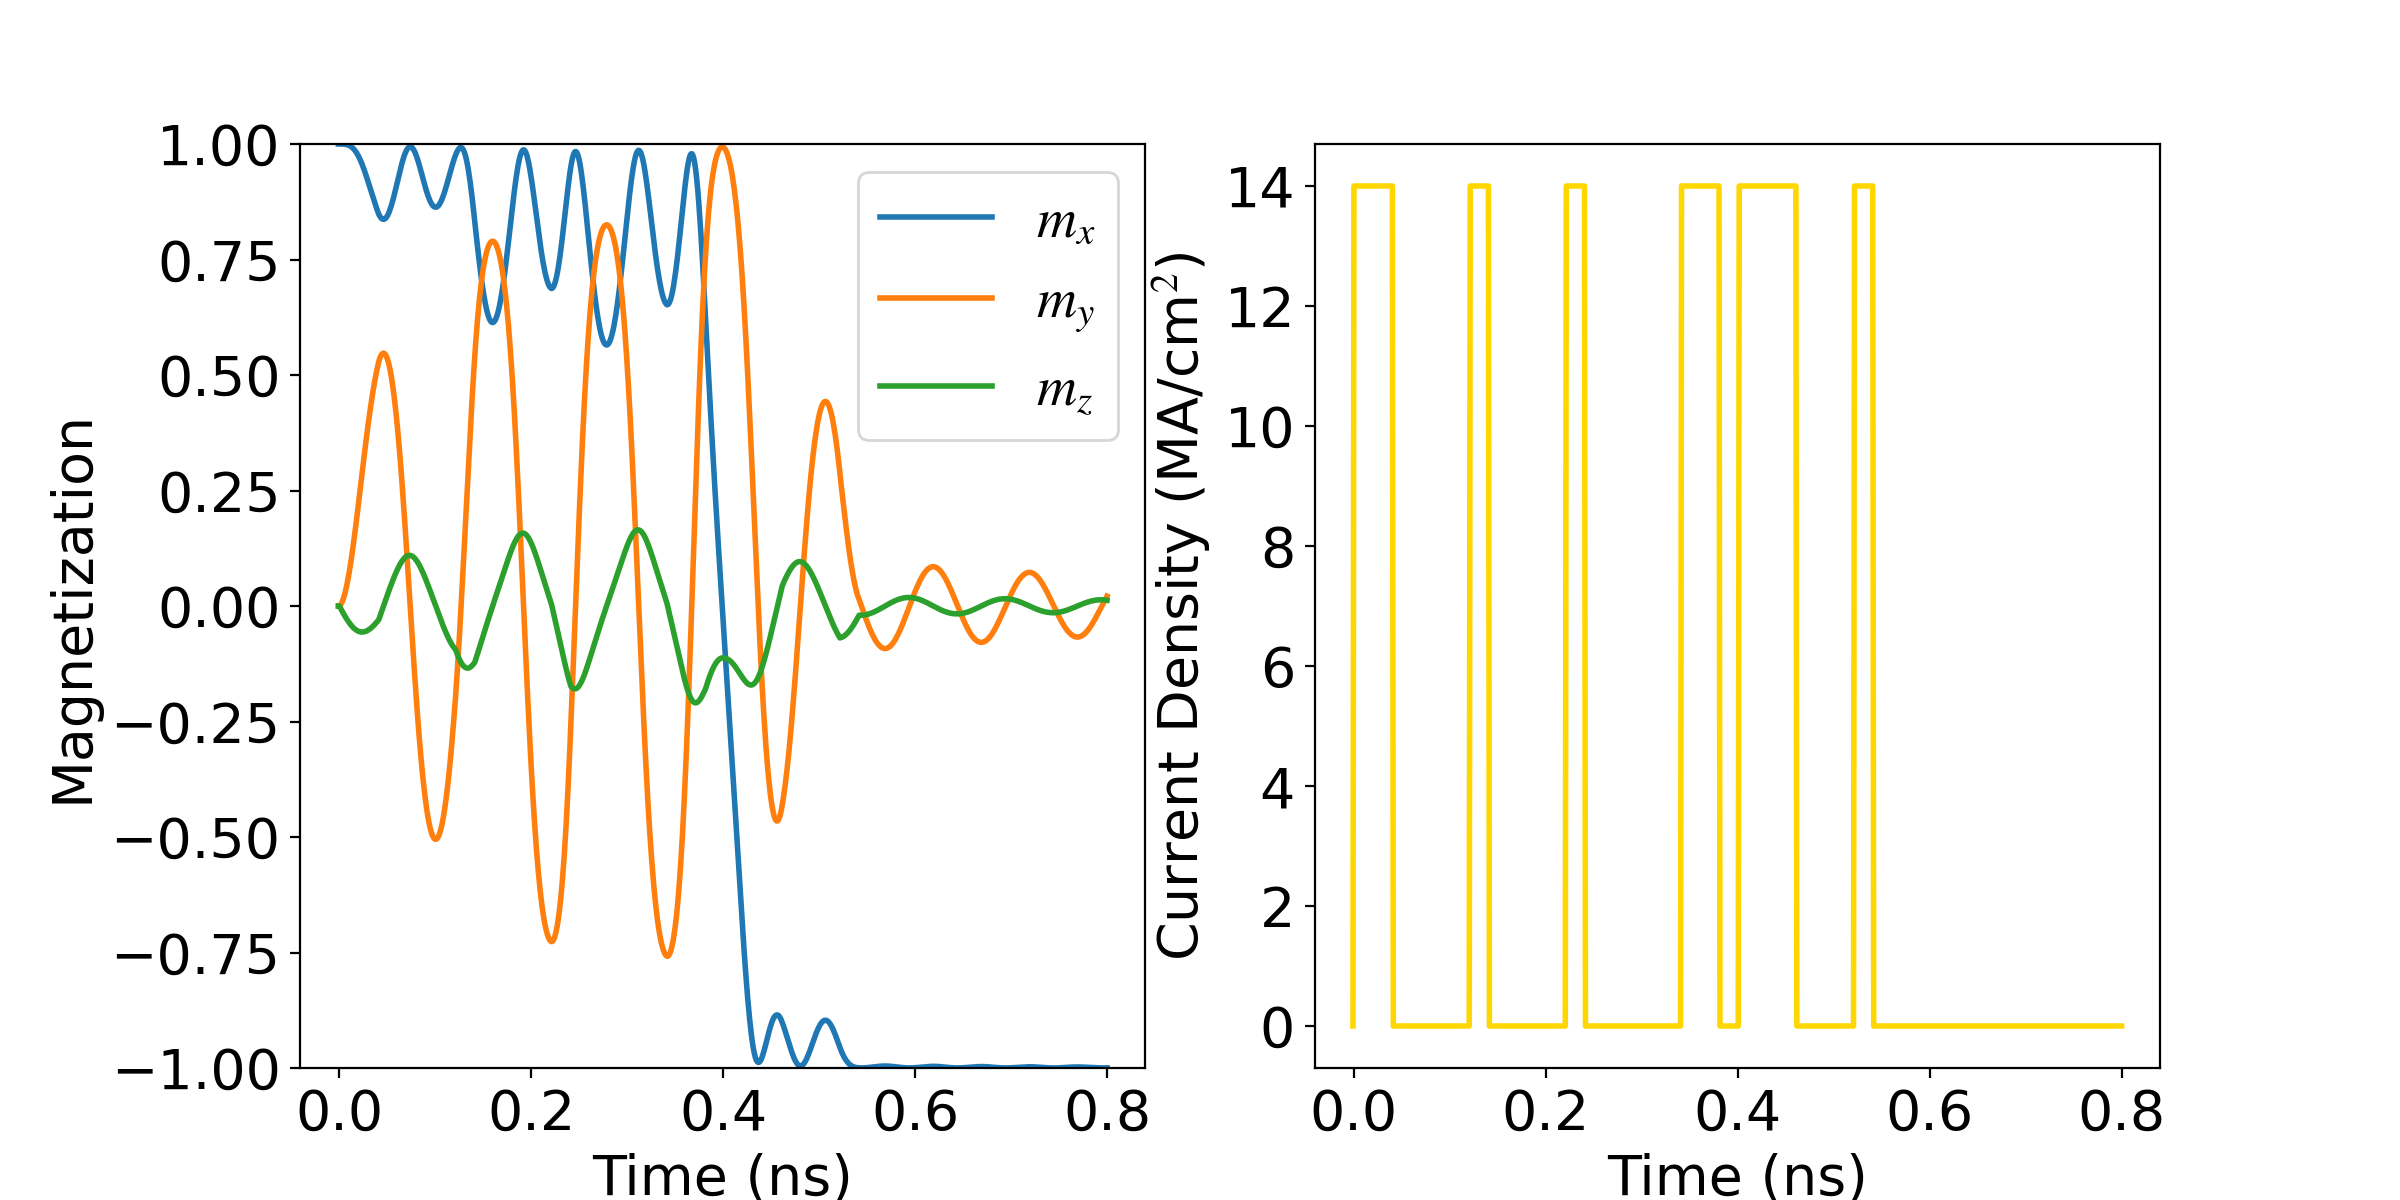 1.00
0.75
0.50
0.25
0.00
−0.25
−0.50
−0.75
−1.00
Magnetization
0.0 0.2 0.4 0.6 0.8
Time (ns)
m_x
m_y
m_z
14
12
10
8
6
4
2
0
Current Density (MA/cm²)
0.0 0.2 0.4 0.6 0.8
Time (ns)